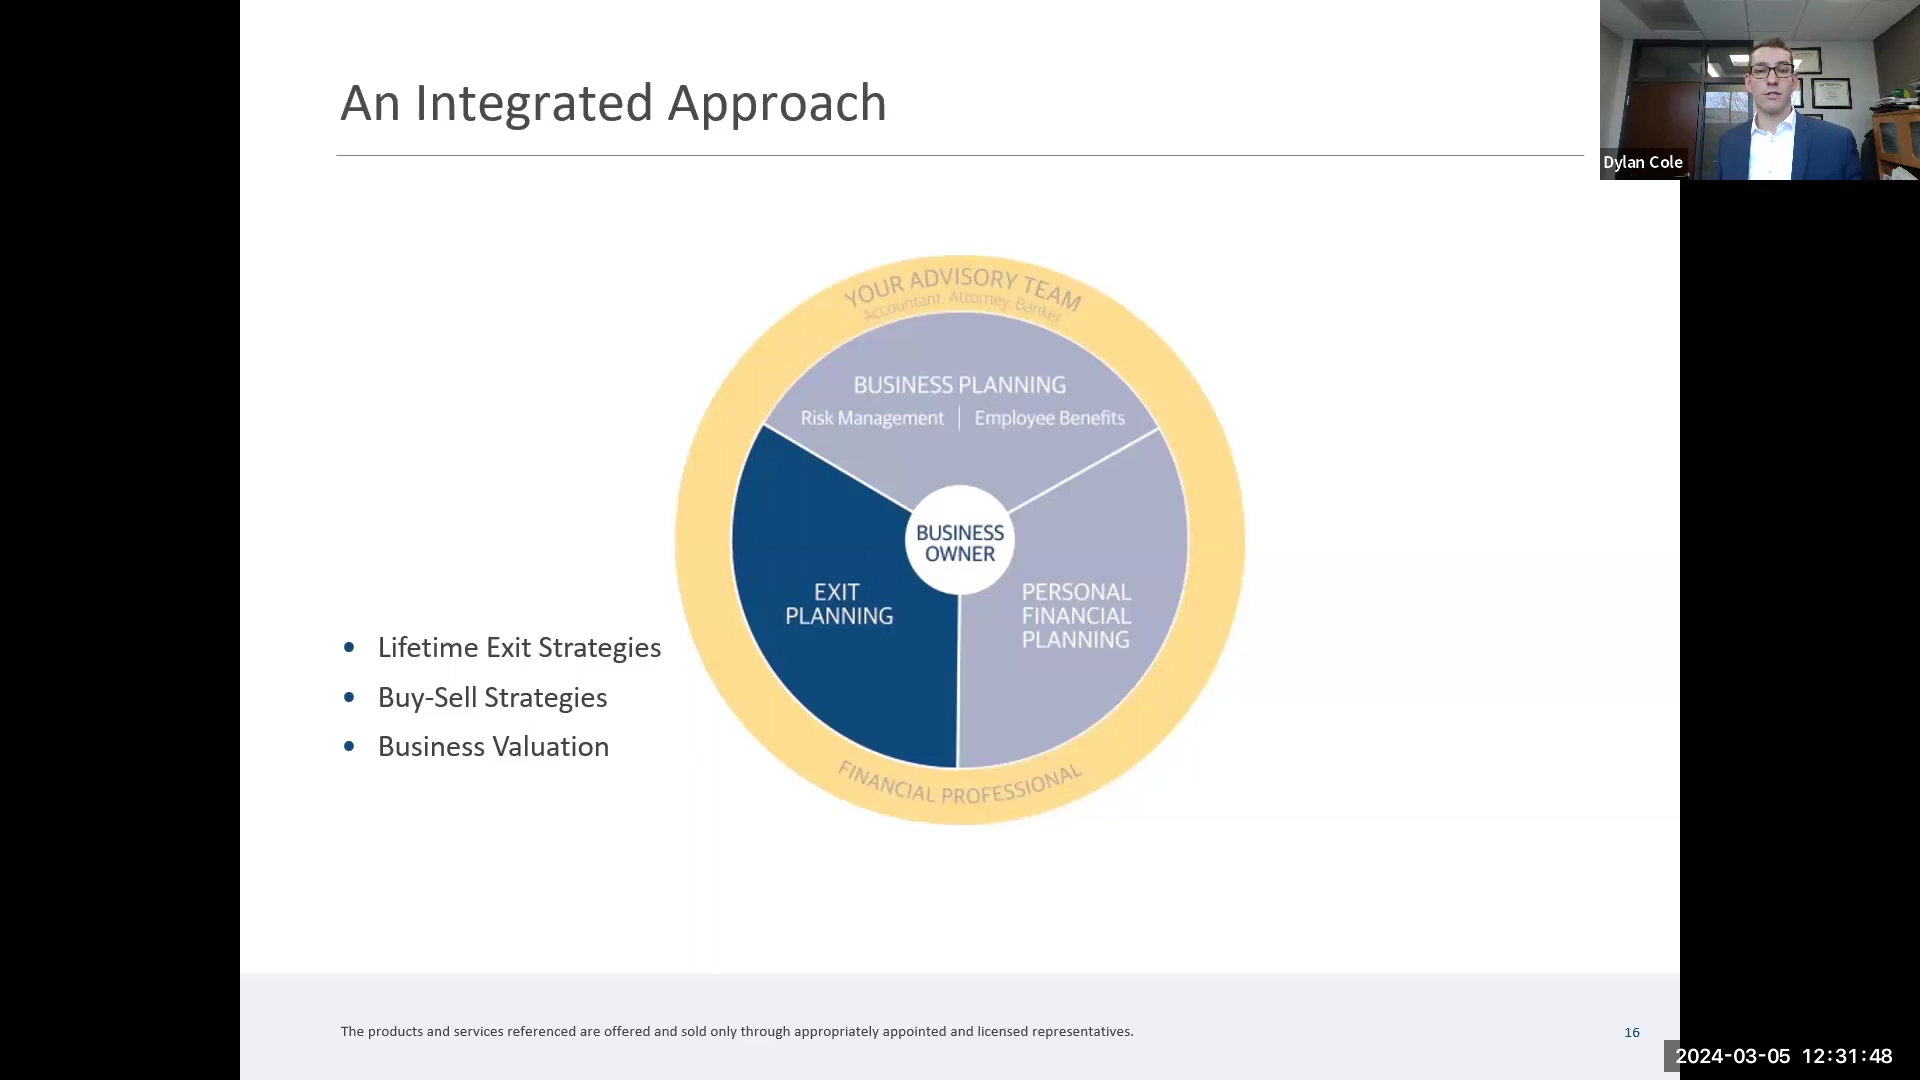 An Integrated Approach
Dylan Cole
YOUR ADVISORY TEAM
Accountant, Attorney, Banker
BUSINESS PLANNING
Risk Management | Employee Benefits
BUSINESS
OWNER
EXIT
PLANNING
PERSONAL
FINANCIAL
PLANNING
• Lifetime Exit Strategies
• Buy-Sell Strategies
• Business Valuation
FINANCIAL PROFESSIONAL
The products and services referenced are offered and sold only through appropriately appointed and licensed representatives.
16
2024-03-05 12:31:48